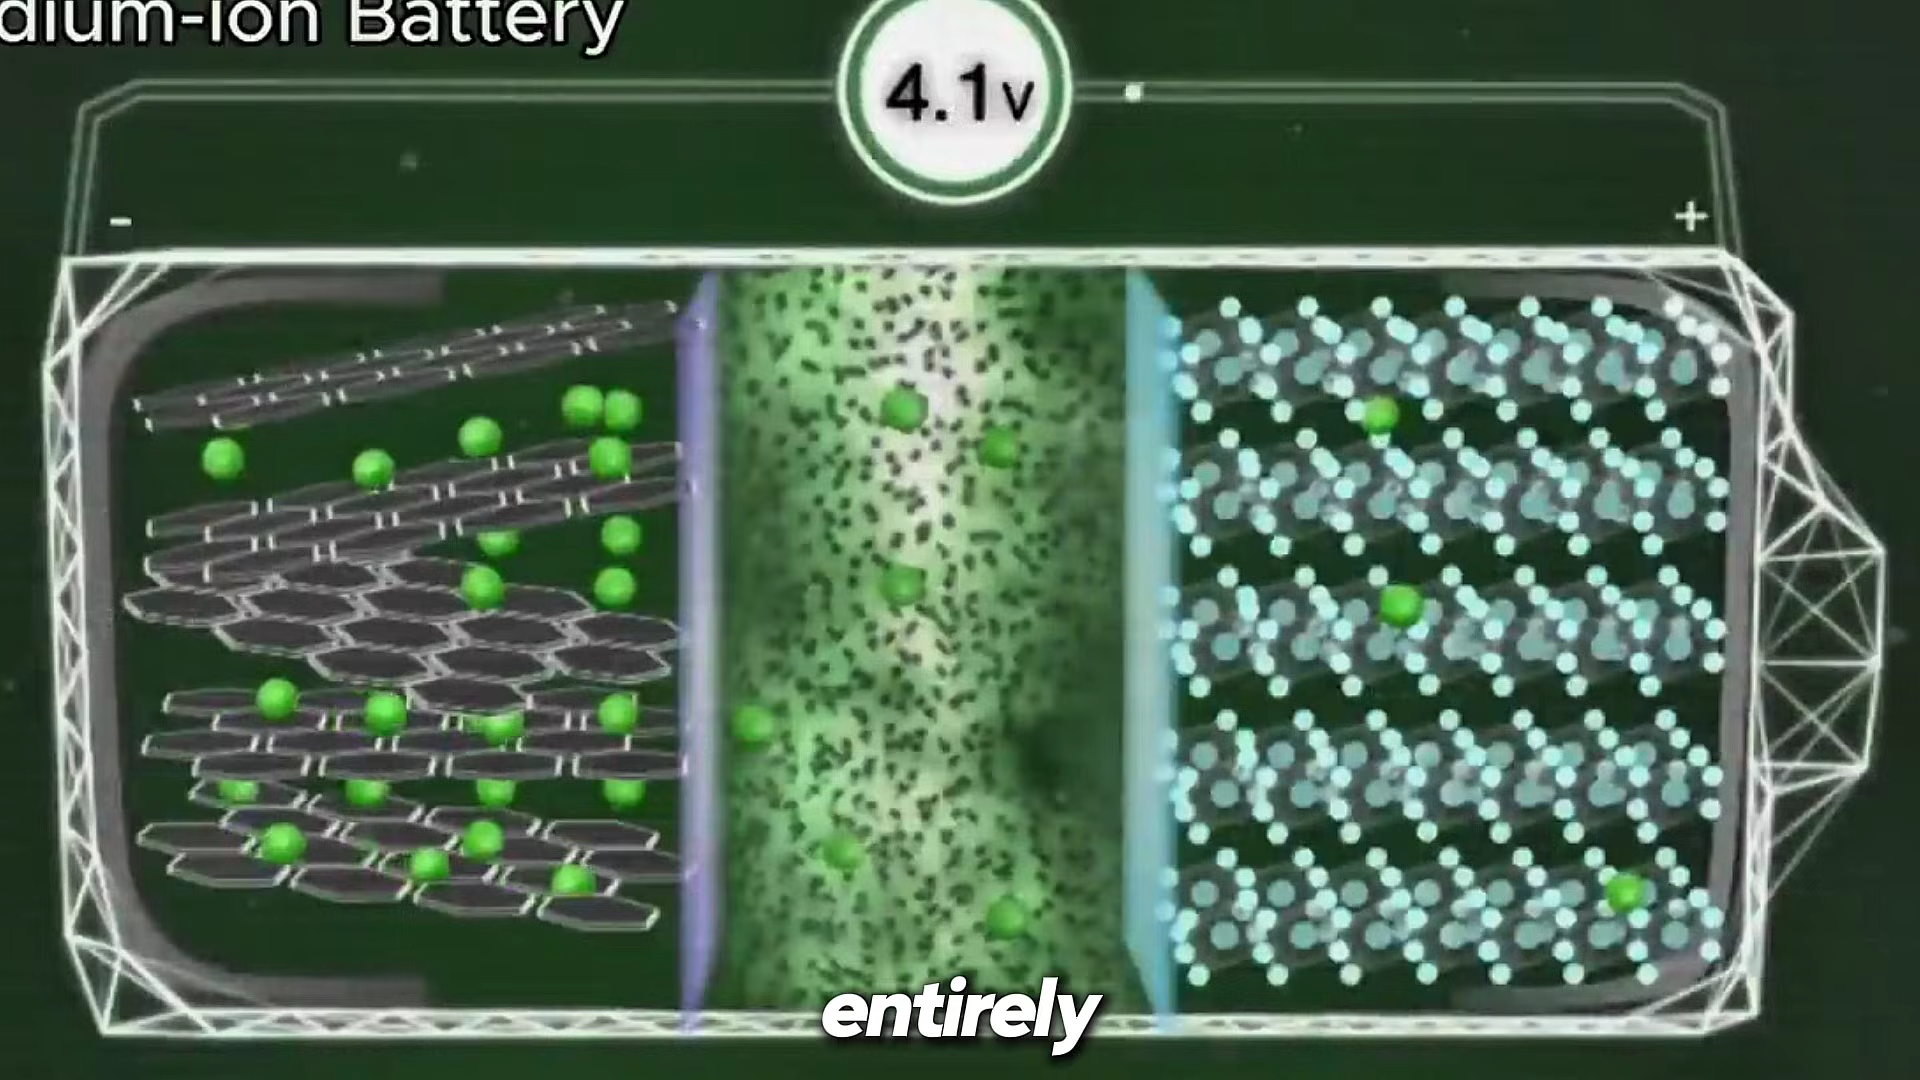 dium-ion Battery
4.1v
-
+
entirely